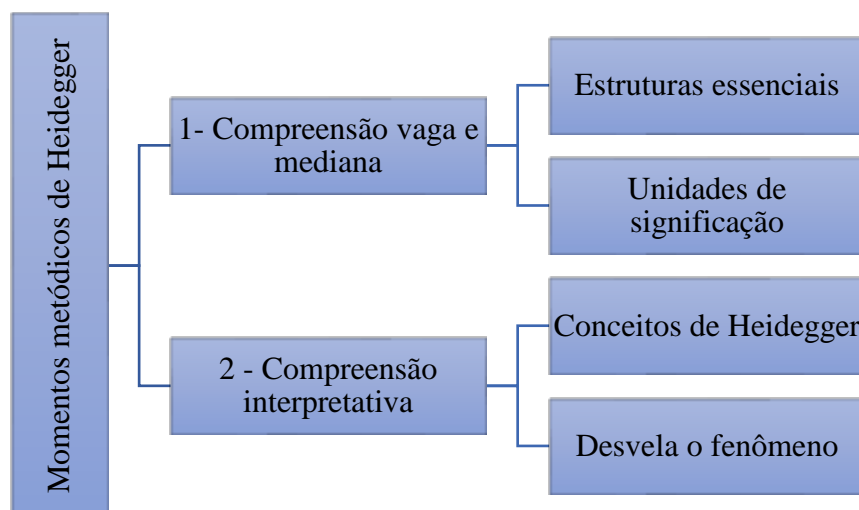 Momentos metódicos de Heidegger
1- Compreensão vaga e
mediana
Estruturas essenciais
Unidades de
significação
2 - Compreensão
interpretativa
Conceitos de Heidegger
Desvela o fenômeno